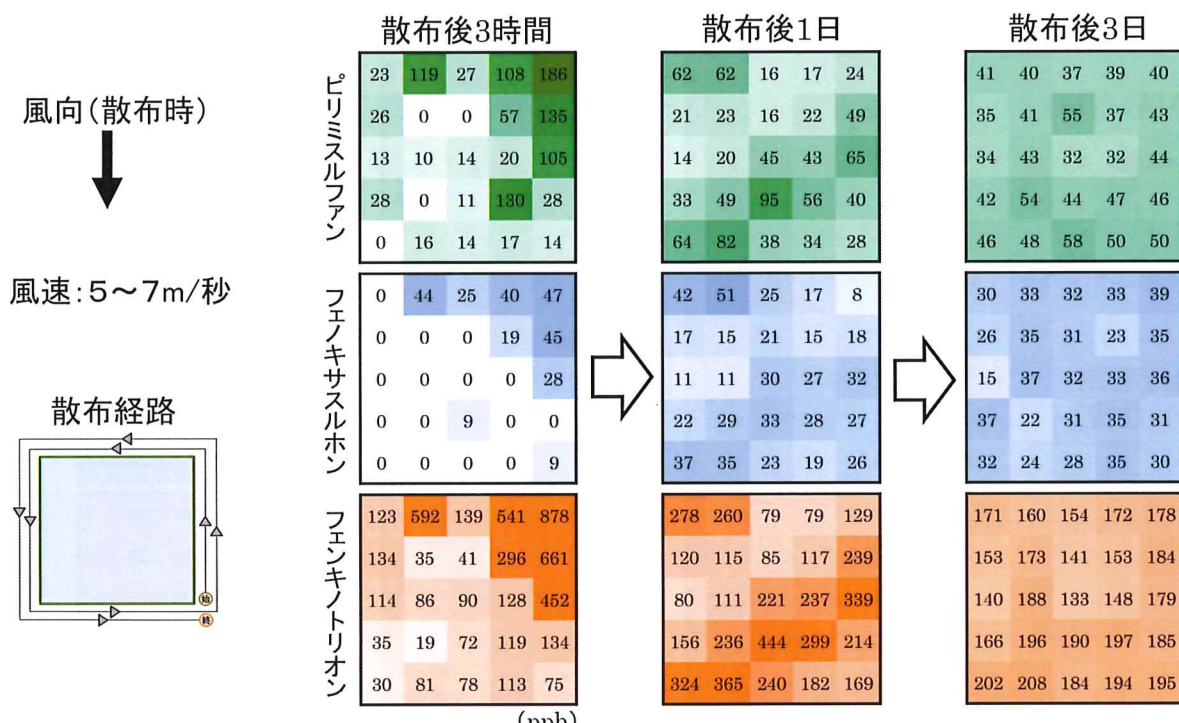 散布後3時間
散布後1日
散布後3日
風向(散布時)
風速:5〜7m/秒
散布経路
始
終
ピリミスルファン
23 119 27 108 186
26 0 0 57 135
13 10 14 20 105
28 0 11 130 28
0 16 14 17 14
62 62 16 17 24
21 23 16 22 49
14 20 45 43 65
33 49 95 56 40
64 82 38 34 28
41 40 37 39 40
35 41 55 37 43
34 43 32 32 44
42 54 44 47 46
46 48 58 50 50
フェノキサスルホン
0 44 25 40 47
0 0 0 19 45
0 0 0 0 28
0 0 9 0 0
0 0 0 0 9
42 51 25 17 8
17 15 21 15 18
11 11 30 27 32
22 29 33 28 27
37 35 23 19 26
30 33 32 33 39
26 35 31 23 35
15 37 32 33 36
37 22 31 35 31
32 24 28 35 30
フェンキノトリオン
123 592 139 541 878
134 35 41 296 661
114 86 90 128 452
35 19 72 119 134
30 81 78 113 75
278 260 79 79 129
120 115 85 117 239
80 111 221 237 339
156 236 444 299 214
324 365 240 182 169
171 160 154 172 178
153 173 141 153 184
140 188 133 148 179
166 196 190 197 185
202 208 184 194 195
(ppb)